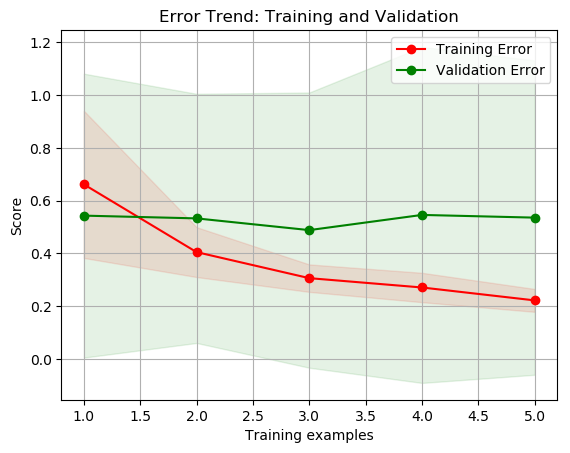 Error Trend: Training and Validation
Training Error
Validation Error
1.2
1.0
0.8
0.6
0.4
0.2
0.0
Score
1.0 1.5 2.0 2.5 3.0 3.5 4.0 4.5 5.0
Training examples